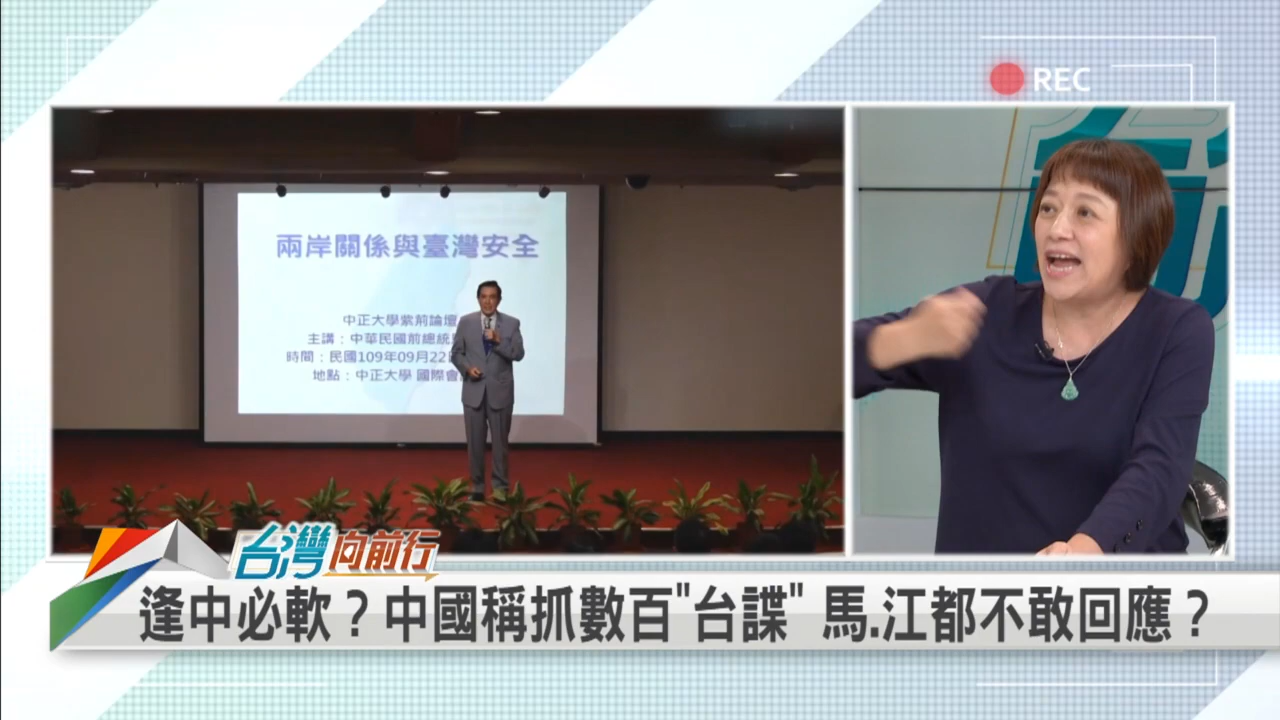 REC
兩岸關係與臺灣安全
中正大學紫荊論壇
主講：中華民國前總統
時間：民國109年09月22
地點：中正大學 國際會
台灣向前行
逢中必軟？中國稱抓數百"台諜" 馬.江都不敢回應？